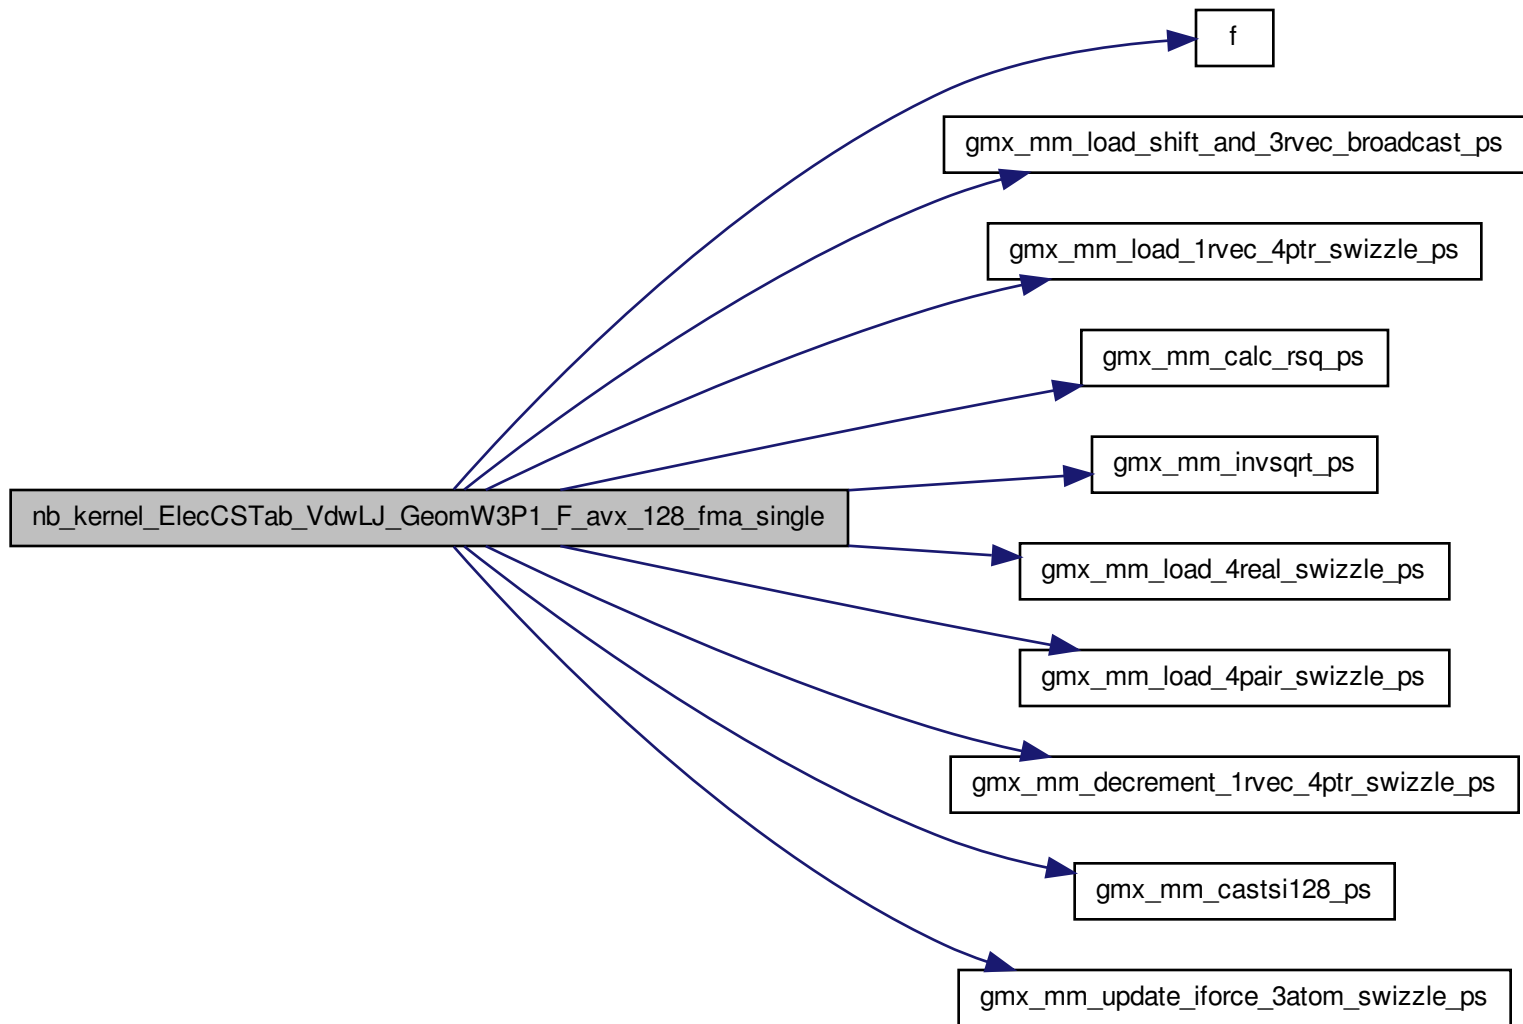 f
gmx_mm_load_shift_and_3rvec_broadcast_ps
gmx_mm_load_1rvec_4ptr_swizzle_ps
gmx_mm_calc_rsq_ps
gmx_mm_invsqrt_ps
nb_kernel_ElecCSTab_VdwLJ_GeomW3P1_F_avx_128_fma_single
gmx_mm_load_4real_swizzle_ps
gmx_mm_load_4pair_swizzle_ps
gmx_mm_decrement_1rvec_4ptr_swizzle_ps
gmx_mm_castsi128_ps
gmx_mm_update_iforce_3atom_swizzle_ps